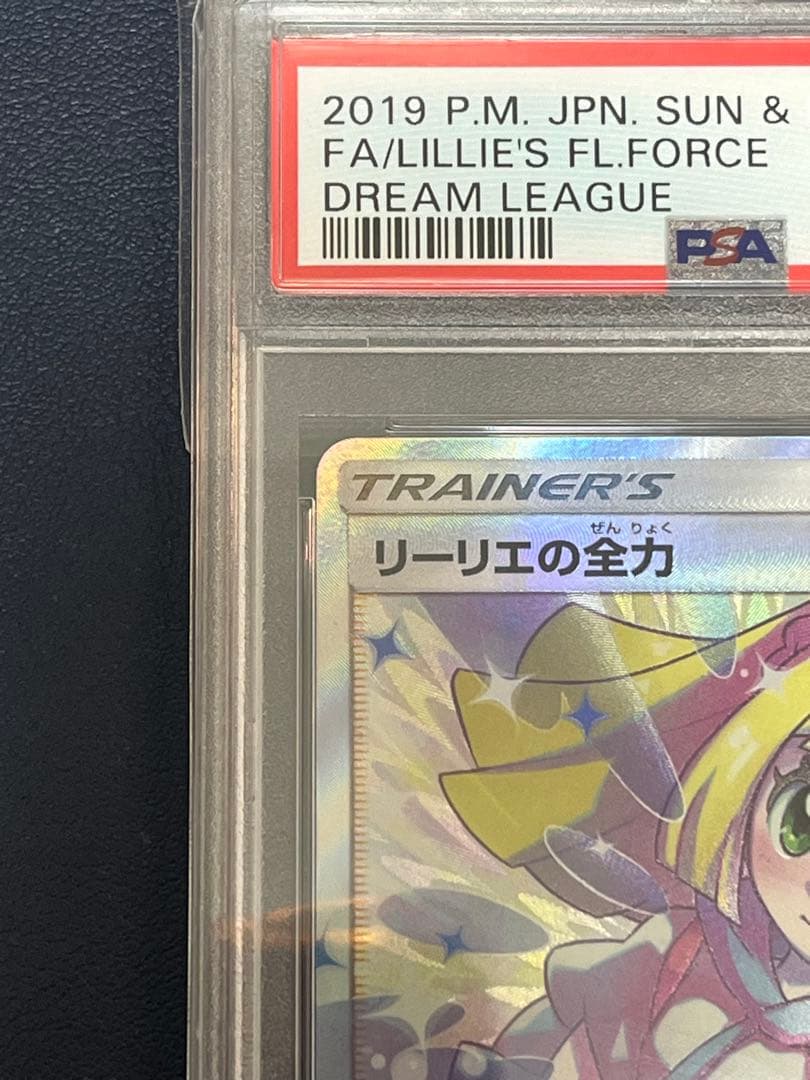 2019 P.M. JPN. SUN &
FA/LILLIE'S FL.FORCE
DREAM LEAGUE
PSA
TRAINER'S
ぜん りょく
リーリエの全力